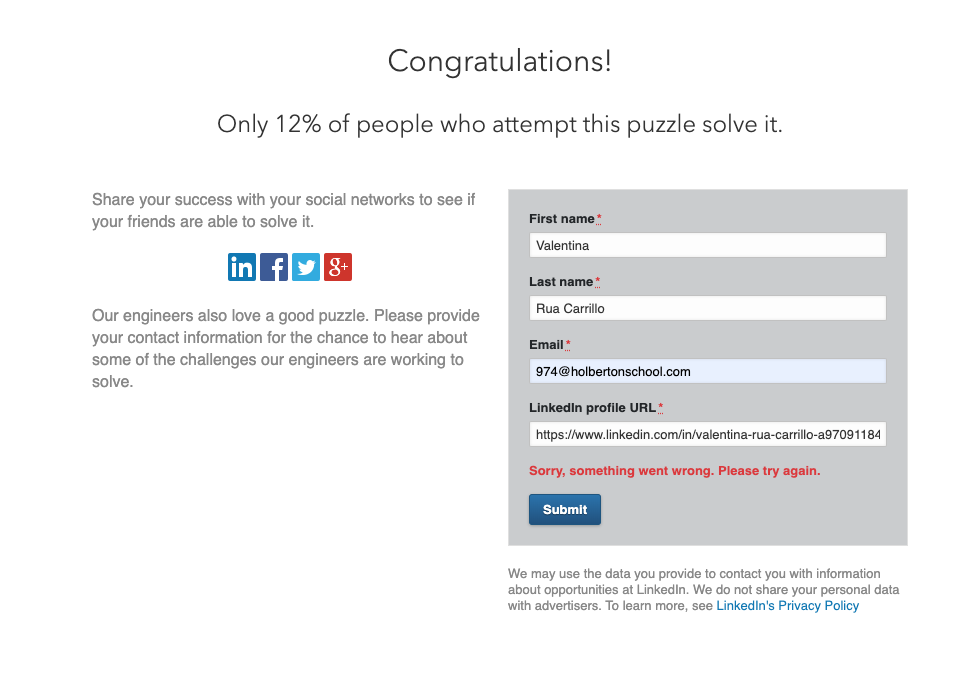 Congratulations!
Only 12% of people who attempt this puzzle solve it.
Share your success with your social networks to see if
your friends are able to solve it.
in f g+
Our engineers also love a good puzzle. Please provide
your contact information for the chance to hear about
some of the challenges our engineers are working to
solve.
First name*
Valentina
Last name*
Rua Carrillo
Email*
974@holbertonschool.com
LinkedIn profile URL*
https://www.linkedin.com/in/valentina-rua-carrillo-a97091184
Sorry, something went wrong. Please try again.
Submit
We may use the data you provide to contact you with information
about opportunities at LinkedIn. We do not share your personal data
with advertisers. To learn more, see LinkedIn's Privacy Policy